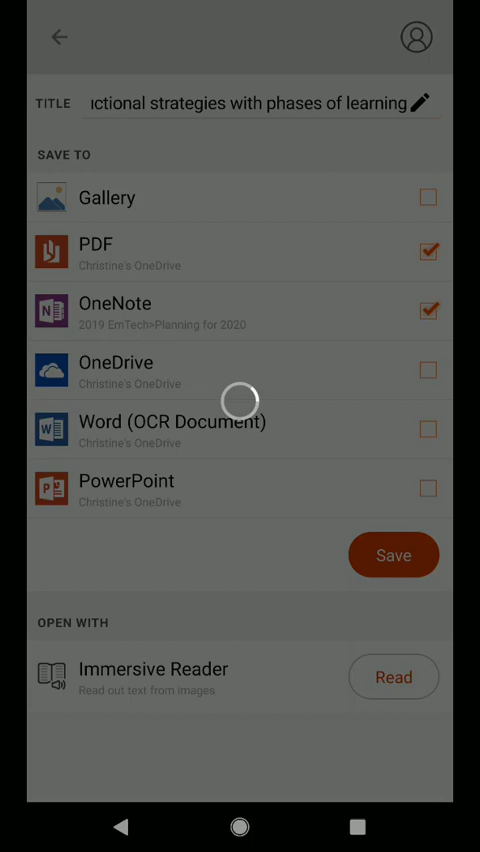 TITLE ıctional strategies with phases of learning
SAVE TO
Gallery
PDF
Christine's OneDrive
OneNote
2019 EmTech>Planning for 2020
OneDrive
Christine's OneDrive
Word (OCR Document)
Christine's OneDrive
PowerPoint
Christine's OneDrive
Save
OPEN WITH
Immersive Reader
Read out text from images
Read